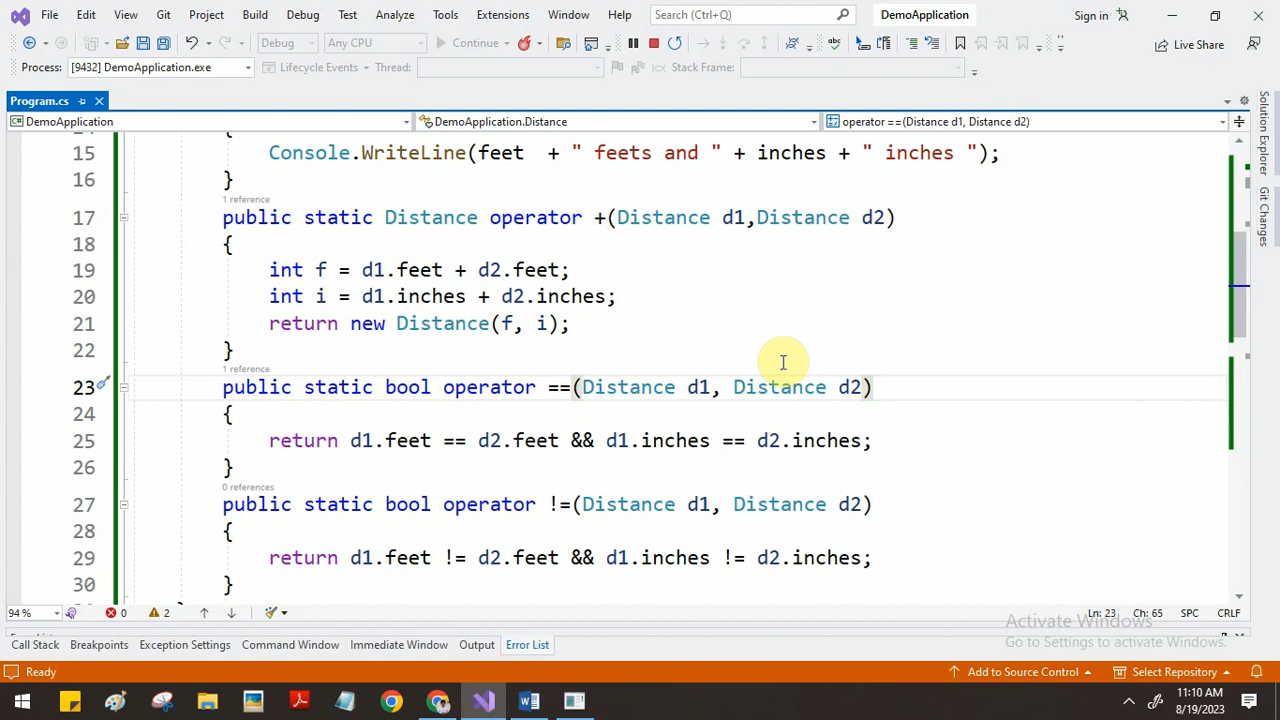 File Edit View Git Project Build Debug Test Analyze Tools Extensions Window Help Search (Ctrl+Q) DemoApplication Sign in
Debug Any CPU Continue Live Share
Process: [9432] DemoApplication.exe Lifecycle Events Thread: Stack Frame:
Program.cs
DemoApplication DemoApplication.Distance operator ==(Distance d1, Distance d2)
15 Console.WriteLine(feet + " feets and " + inches + " inches ");
16 }
1 reference
17 public static Distance operator +(Distance d1,Distance d2)
18 {
19 int f = d1.feet + d2.feet;
20 int i = d1.inches + d2.inches;
21 return new Distance(f, i);
22 }
1 reference
23 public static bool operator ==(Distance d1, Distance d2)
24 {
25 return d1.feet == d2.feet && d1.inches == d2.inches;
26 }
0 references
27 public static bool operator !=(Distance d1, Distance d2)
28 {
29 return d1.feet != d2.feet && d1.inches != d2.inches;
30 }
Solution Explorer
Git Changes
94 % 0 2 Ln: 23 Ch: 65 SPC CRLF
Activate Windows
Go to Settings to activate Windows.
Call Stack Breakpoints Exception Settings Command Window Immediate Window Output Error List
Ready Add to Source Control Select Repository
11:10 AM
8/19/2023